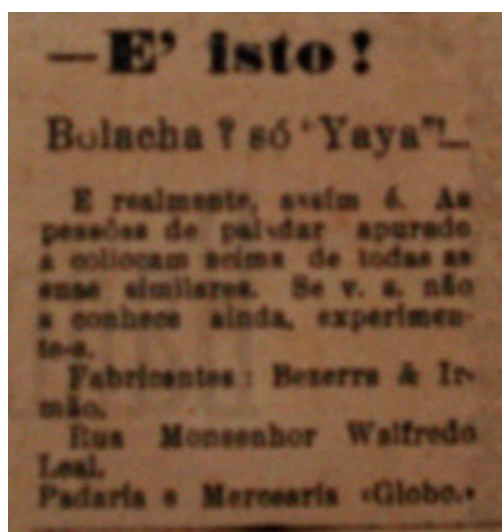 —E' isto!
Bolacha ? só "Yaya"!—
E realmente, assim é. As
pessôas de paladar apurado
a collocam acima de todas as
suas similares. Se v. s. não
a conhece ainda, experimen-
te-a.
Fabricantes: Bezerra & Ir-
mão.
Rua Monsenhor Walfredo
Leal.
Padaria e Mercearia «Globo.»